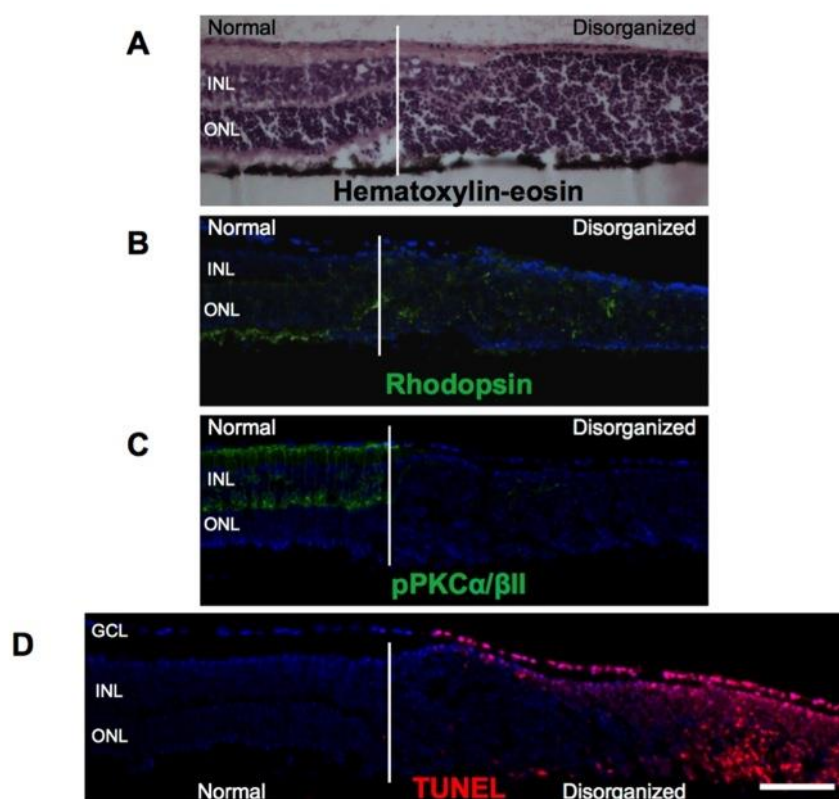 A
Normal Disorganized
INL
ONL
Hematoxylin-eosin
B
Normal Disorganized
INL
ONL
Rhodopsin
C
Normal Disorganized
INL
ONL
pPKCα/βII
D
GCL
INL
ONL
Normal TUNEL Disorganized